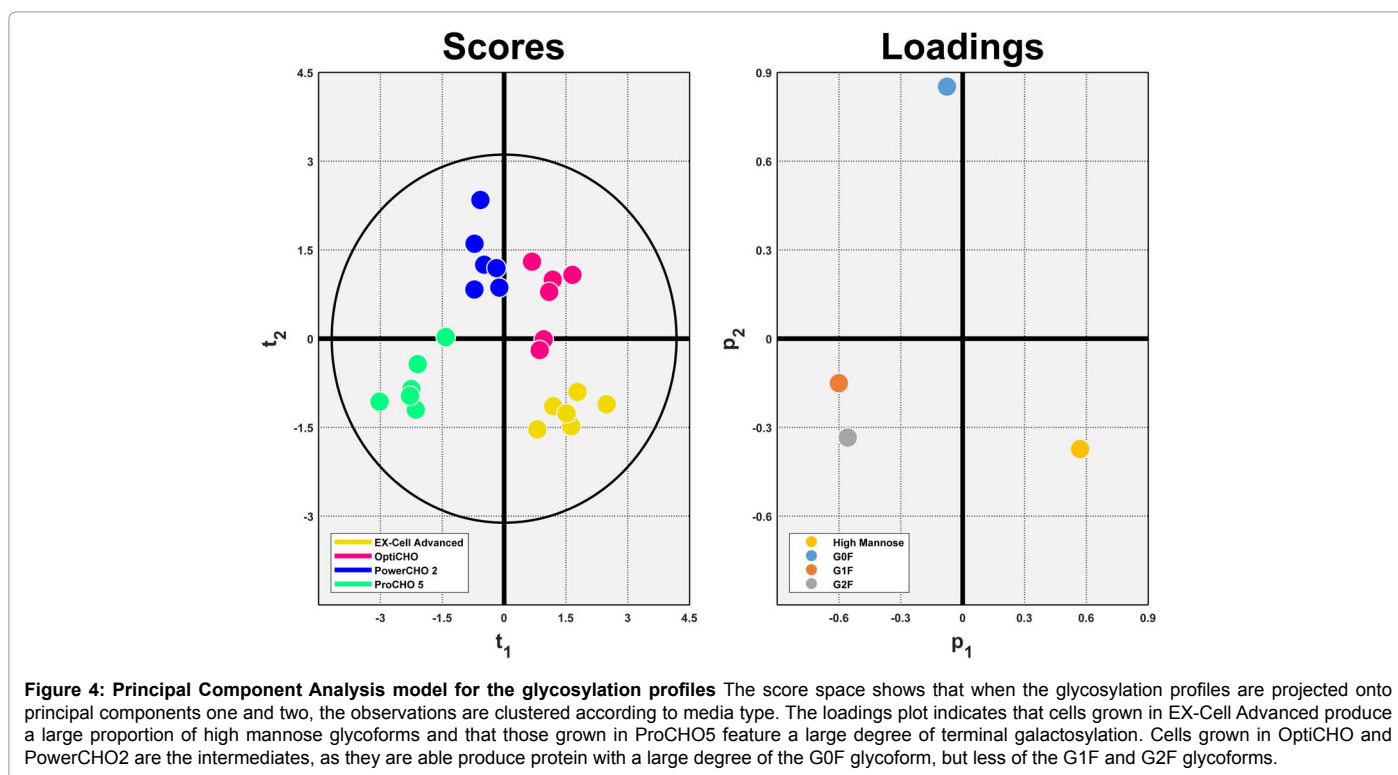 Scores
4.5
3
1.5
0
-1.5
-3
t2
-3
-1.5
0
1.5
3
4.5
t1
EX-Cell Advanced
OptiCHO
PowerCHO 2
ProCHO 5
Loadings
0.9
0.6
0.3
0
-0.3
-0.6
p2
-0.6
-0.3
0
0.3
0.6
0.9
p1
High Mannose
G0F
G1F
G2F
Figure 4: Principal Component Analysis model for the glycosylation profiles The score space shows that when the glycosylation profiles are projected onto
principal components one and two, the observations are clustered according to media type. The loadings plot indicates that cells grown in EX-Cell Advanced produce
a large proportion of high mannose glycoforms and that those grown in ProCHO5 feature a large degree of terminal galactosylation. Cells grown in OptiCHO and
PowerCHO2 are the intermediates, as they are able produce protein with a large degree of the G0F glycoform, but less of the G1F and G2F glycoforms.